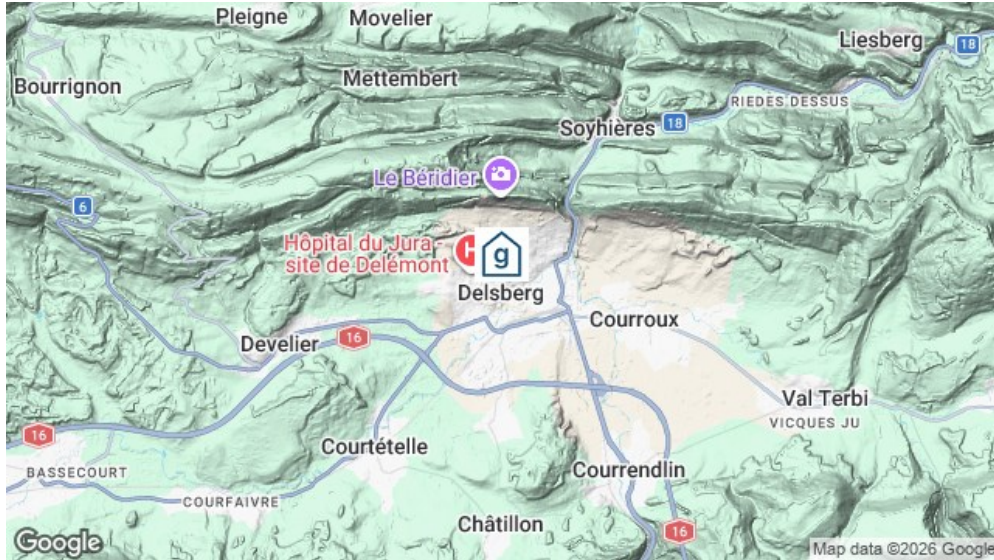 Pleigne
Movelier
Liesberg
18
Bourrignon
Mettembert
RIEDES DESSUS
Soyhières
18
Le Béridier
6
Hôpital du Jura -
site de Delémont
H
g
Delsberg
Courroux
Develier
16
Val Terbi
VICQUES JU
16
Courtételle
BASSECOURT
Courrendlin
COURFAIVRE
Châtillon
16
Google
Map data ©2026 Google